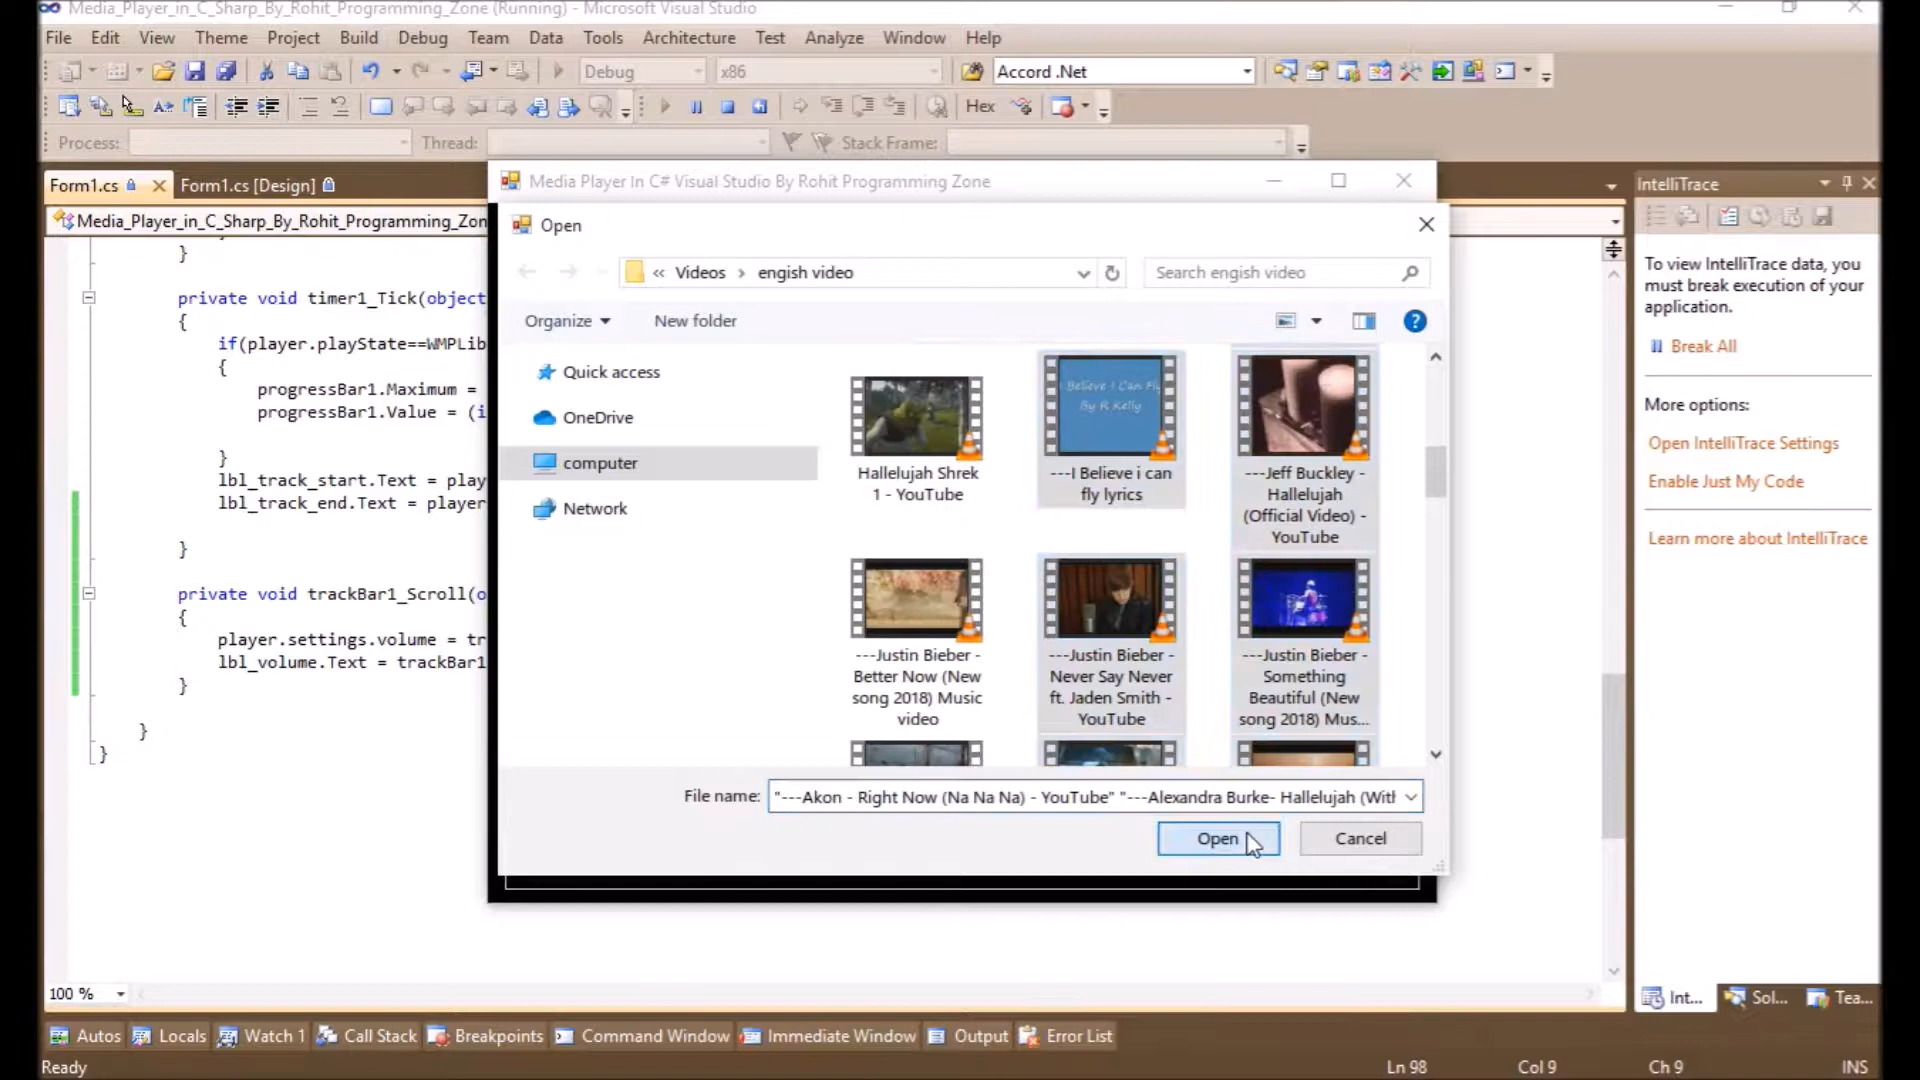 Media_Player_in_C_Sharp_By_Rohit_Programming_Zone (Running) - Microsoft Visual Studio
File Edit View Theme Project Build Debug Team Data Tools Architecture Test Analyze Window Help
Debug x86 Accord .Net
Hex
Process: Thread: Stack Frame:
Form1.cs Form1.cs [Design]
Media_Player_in_C_Sharp_By_Rohit_Programming_Zone
}
private void timer1_Tick(object
{
if(player.playState==WMPLib
{
progressBar1.Maximum =
progressBar1.Value = (i
}
lbl_track_start.Text = play
lbl_track_end.Text = player
}
private void trackBar1_Scroll(o
{
player.settings.volume = tr
lbl_volume.Text = trackBar1
}
}
}
100 %
Media Player In C# Visual Studio By Rohit Programming Zone
Open
« Videos › engish video
Search engish video
Organize New folder
Quick access
OneDrive
computer
Network
Hallelujah Shrek
1 - YouTube
I Believe I Can Fly
By R Kelly
---I Believe i can
fly lyrics
---Jeff Buckley -
Hallelujah
(Official Video) -
YouTube
---Justin Bieber -
Better Now (New
song 2018) Music
video
---Justin Bieber -
Never Say Never
ft. Jaden Smith -
YouTube
---Justin Bieber -
Something
Beautiful (New
song 2018) Mus...
File name: "---Akon - Right Now (Na Na Na) - YouTube" "---Alexandra Burke- Hallelujah (With
Open Cancel
IntelliTrace
To view IntelliTrace data, you
must break execution of your
application.
Break All
More options:
Open IntelliTrace Settings
Enable Just My Code
Learn more about IntelliTrace
Int... Sol... Tea...
Autos Locals Watch 1 Call Stack Breakpoints Command Window Immediate Window Output Error List
Ready Ln 98 Col 9 Ch 9 INS